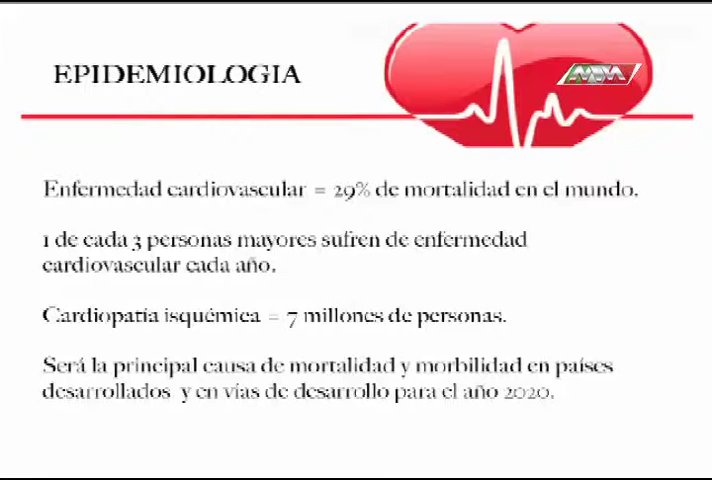 EPIDEMIOLOGIA
Enfermedad cardiovascular = 29% de mortalidad en el mundo.
1 de cada 3 personas mayores sufren de enfermedad
cardiovascular cada año.
Cardiopatía isquémica = 7 millones de personas.
Será la principal causa de mortalidad y morbilidad en países
desarrollados y en vías de desarrollo para el año 2020.